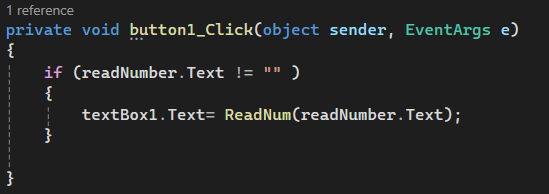 1 reference
private void button1_Click(object sender, EventArgs e)
{
    if (readNumber.Text != "" )
    {
        textBox1.Text= ReadNum(readNumber.Text);
    }
}